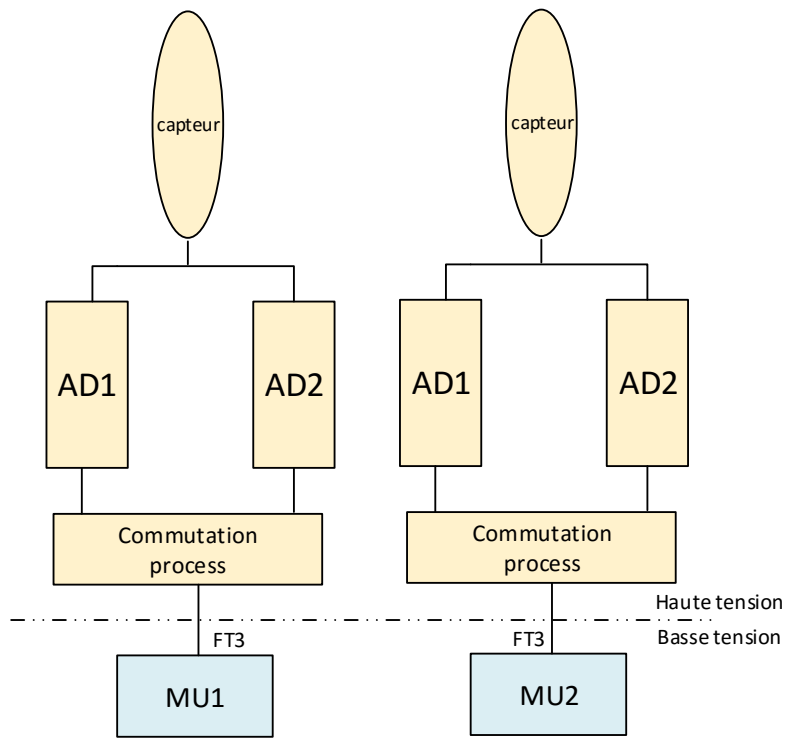 capteur
capteur
AD1
AD2
AD1
AD2
Commutation
process
Commutation
process
Haute tension
Basse tension
FT3
FT3
MU1
MU2